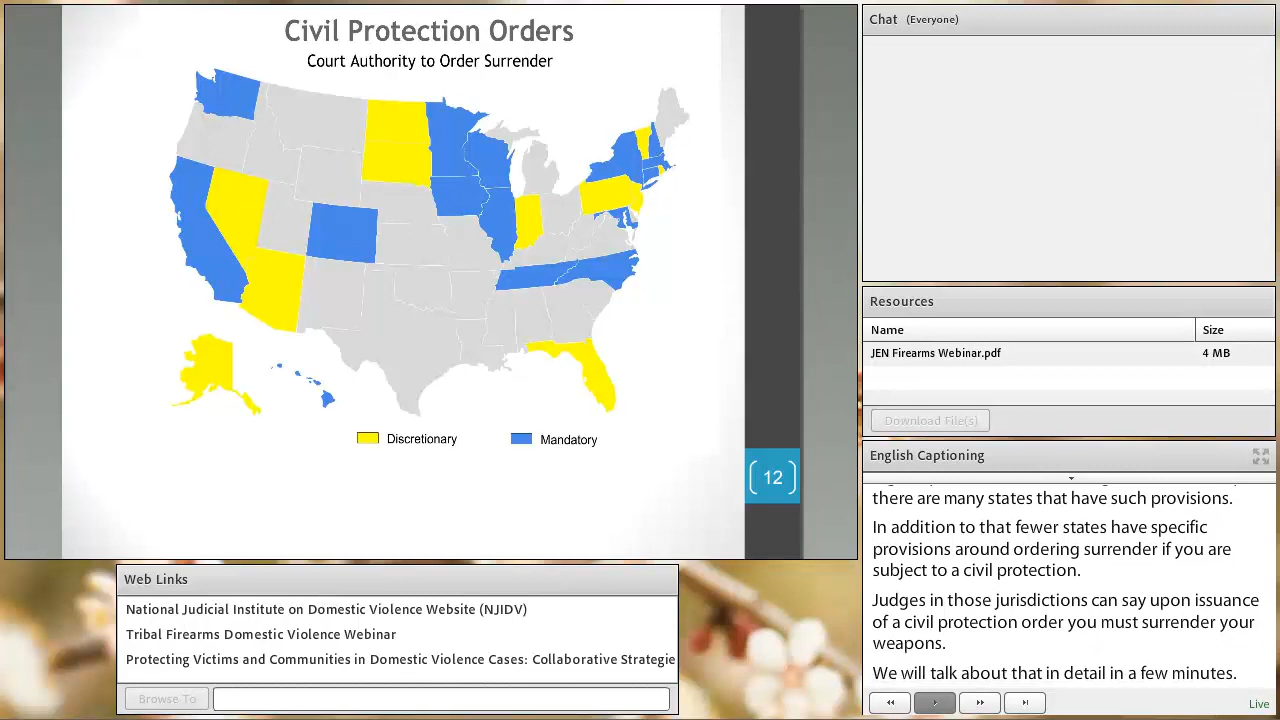 Civil Protection Orders
Court Authority to Order Surrender
Discretionary
Mandatory
12
Chat (Everyone)
Resources
Name Size
JEN Firearms Webinar.pdf 4 MB
Download File(s)
English Captioning
there are many states that have such provisions.
In addition to that fewer states have specific
provisions around ordering surrender if you are
subject to a civil protection.
Judges in those jurisdictions can say upon issuance
of a civil protection order you must surrender your
weapons.
We will talk about that in detail in a few minutes.
Live
Web Links
National Judicial Institute on Domestic Violence Website (NJIDV)
Tribal Firearms Domestic Violence Webinar
Protecting Victims and Communities in Domestic Violence Cases: Collaborative Strategie
Browse To